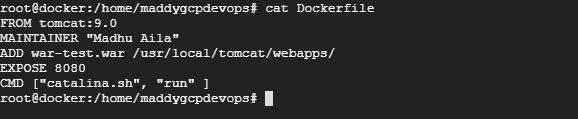 root@docker:/home/maddygcpdevops# cat Dockerfile
FROM tomcat:9.0
MAINTAINER "Madhu Aila"
ADD war-test.war /usr/local/tomcat/webapps/
EXPOSE 8080
CMD ["catalina.sh", "run" ]
root@docker:/home/maddygcpdevops#